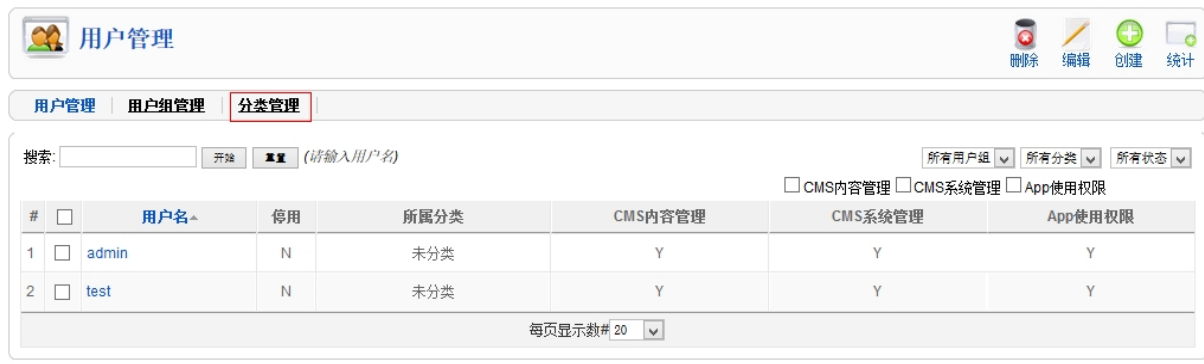 用户管理
删除 编辑 创建 统计
用户管理 用户组管理 分类管理
搜索: 开始 重置 (请输入用户名) 所有用户组 所有分类 所有状态
CMS内容管理 CMS系统管理 App使用权限
# 用户名 停用 所属分类 CMS内容管理 CMS系统管理 App使用权限
1 admin N 未分类 Y Y Y
2 test N 未分类 Y Y Y
每页显示数# 20